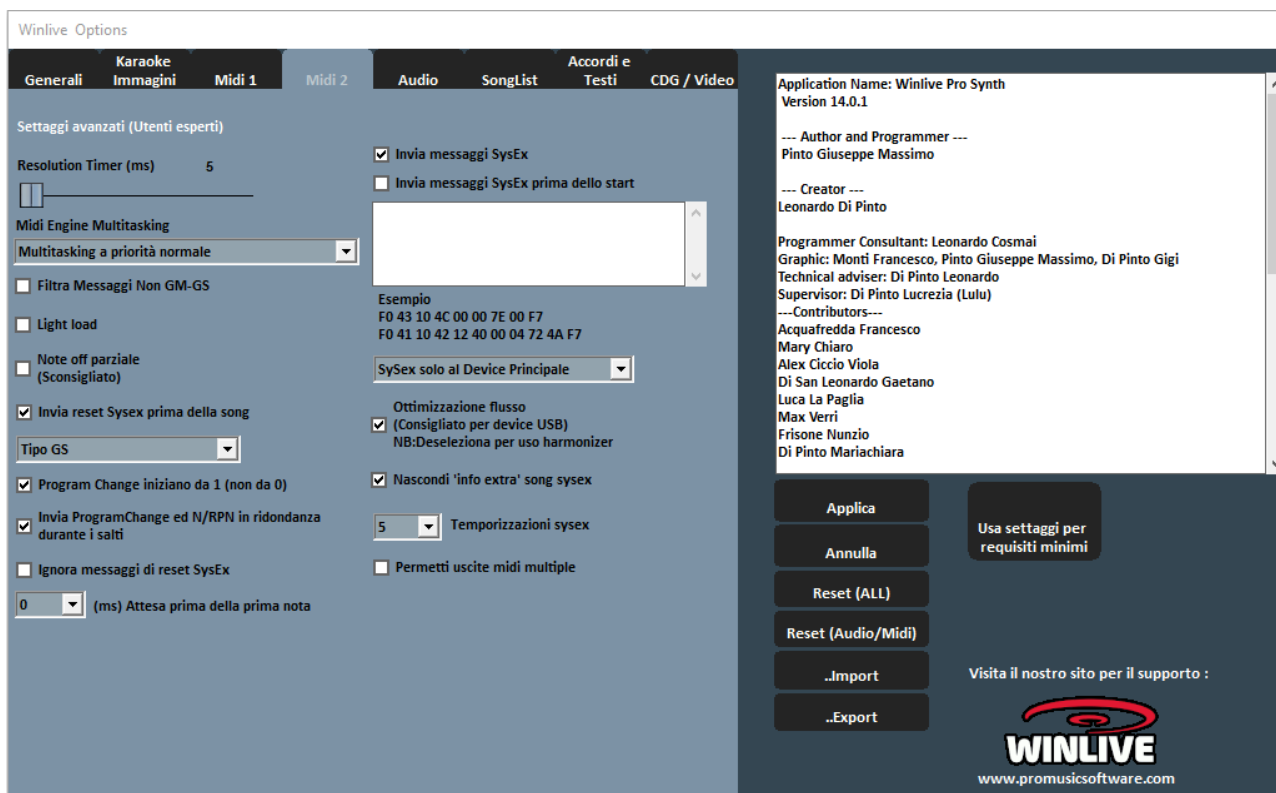 Winlive Options
Generali
Karaoke
Immagini
Midi 1
Midi 2
Audio
SongList
Accordi e
Testi
CDG / Video
Settaggi avanzati (Utenti esperti)
Resolution Timer (ms) 5
Midi Engine Multitasking
Multitasking a priorità normale
Filtra Messaggi Non GM-GS
Light load
Note off parziale
(Sconsigliato)
Invia reset Sysex prima della song
Tipo GS
Program Change iniziano da 1 (non da 0)
Invia ProgramChange ed N/RPN in ridondanza
durante i salti
Ignora messaggi di reset SysEx
0 (ms) Attesa prima della prima nota
Invia messaggi SysEx
Invia messaggi SysEx prima dello start
Esempio
F0 43 10 4C 00 00 7E 00 F7
F0 41 10 42 12 40 00 04 72 4A F7
SySex solo al Device Principale
Ottimizzazione flusso
(Consigliato per device USB)
NB:Deseleziona per uso harmonizer
Nascondi 'info extra' song sysex
5 Temporizzazioni sysex
Permetti uscite midi multiple
Application Name: Winlive Pro Synth
Version 14.0.1
--- Author and Programmer ---
Pinto Giuseppe Massimo
--- Creator ---
Leonardo Di Pinto
Programmer Consultant: Leonardo Cosmai
Graphic: Monti Francesco, Pinto Giuseppe Massimo, Di Pinto Gigi
Technical adviser: Di Pinto Leonardo
Supervisor: Di Pinto Lucrezia (Lulu)
---Contributors---
Acquafredda Francesco
Mary Chiaro
Alex Ciccio Viola
Di San Leonardo Gaetano
Luca La Paglia
Max Verri
Frisone Nunzio
Di Pinto Mariachiara
Applica
Annulla
Reset (ALL)
Reset (Audio/Midi)
..Import
..Export
Usa settaggi per
requisiti minimi
Visita il nostro sito per il supporto :
WINLIVE
www.promusicsoftware.com